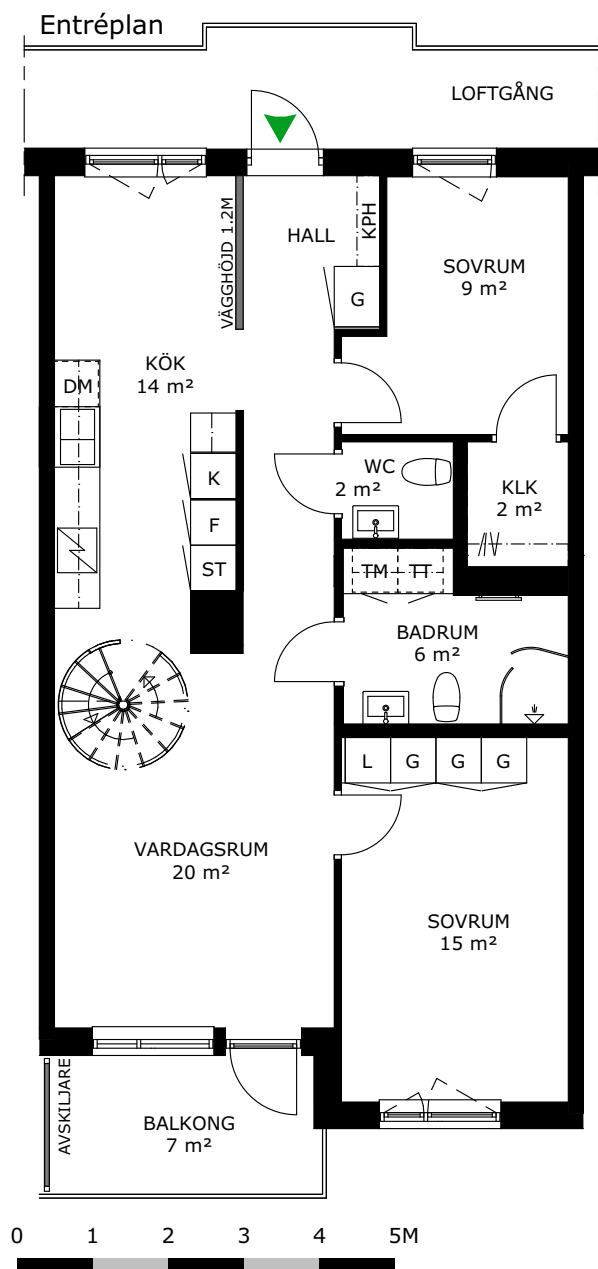 Entréplan
LOFTGÅNG
VÄGGHÖJD 1.2M
HALL
KPH
G
SOVRUM
9 m²
KÖK
14 m²
DM
K
F
ST
WC
2 m²
KLK
2 m²
TM
TT
BADRUM
6 m²
L
G
G
G
VARDAGSRUM
20 m²
SOVRUM
15 m²
AVSKILJARE
BALKONG
7 m²
0 1 2 3 4 5M